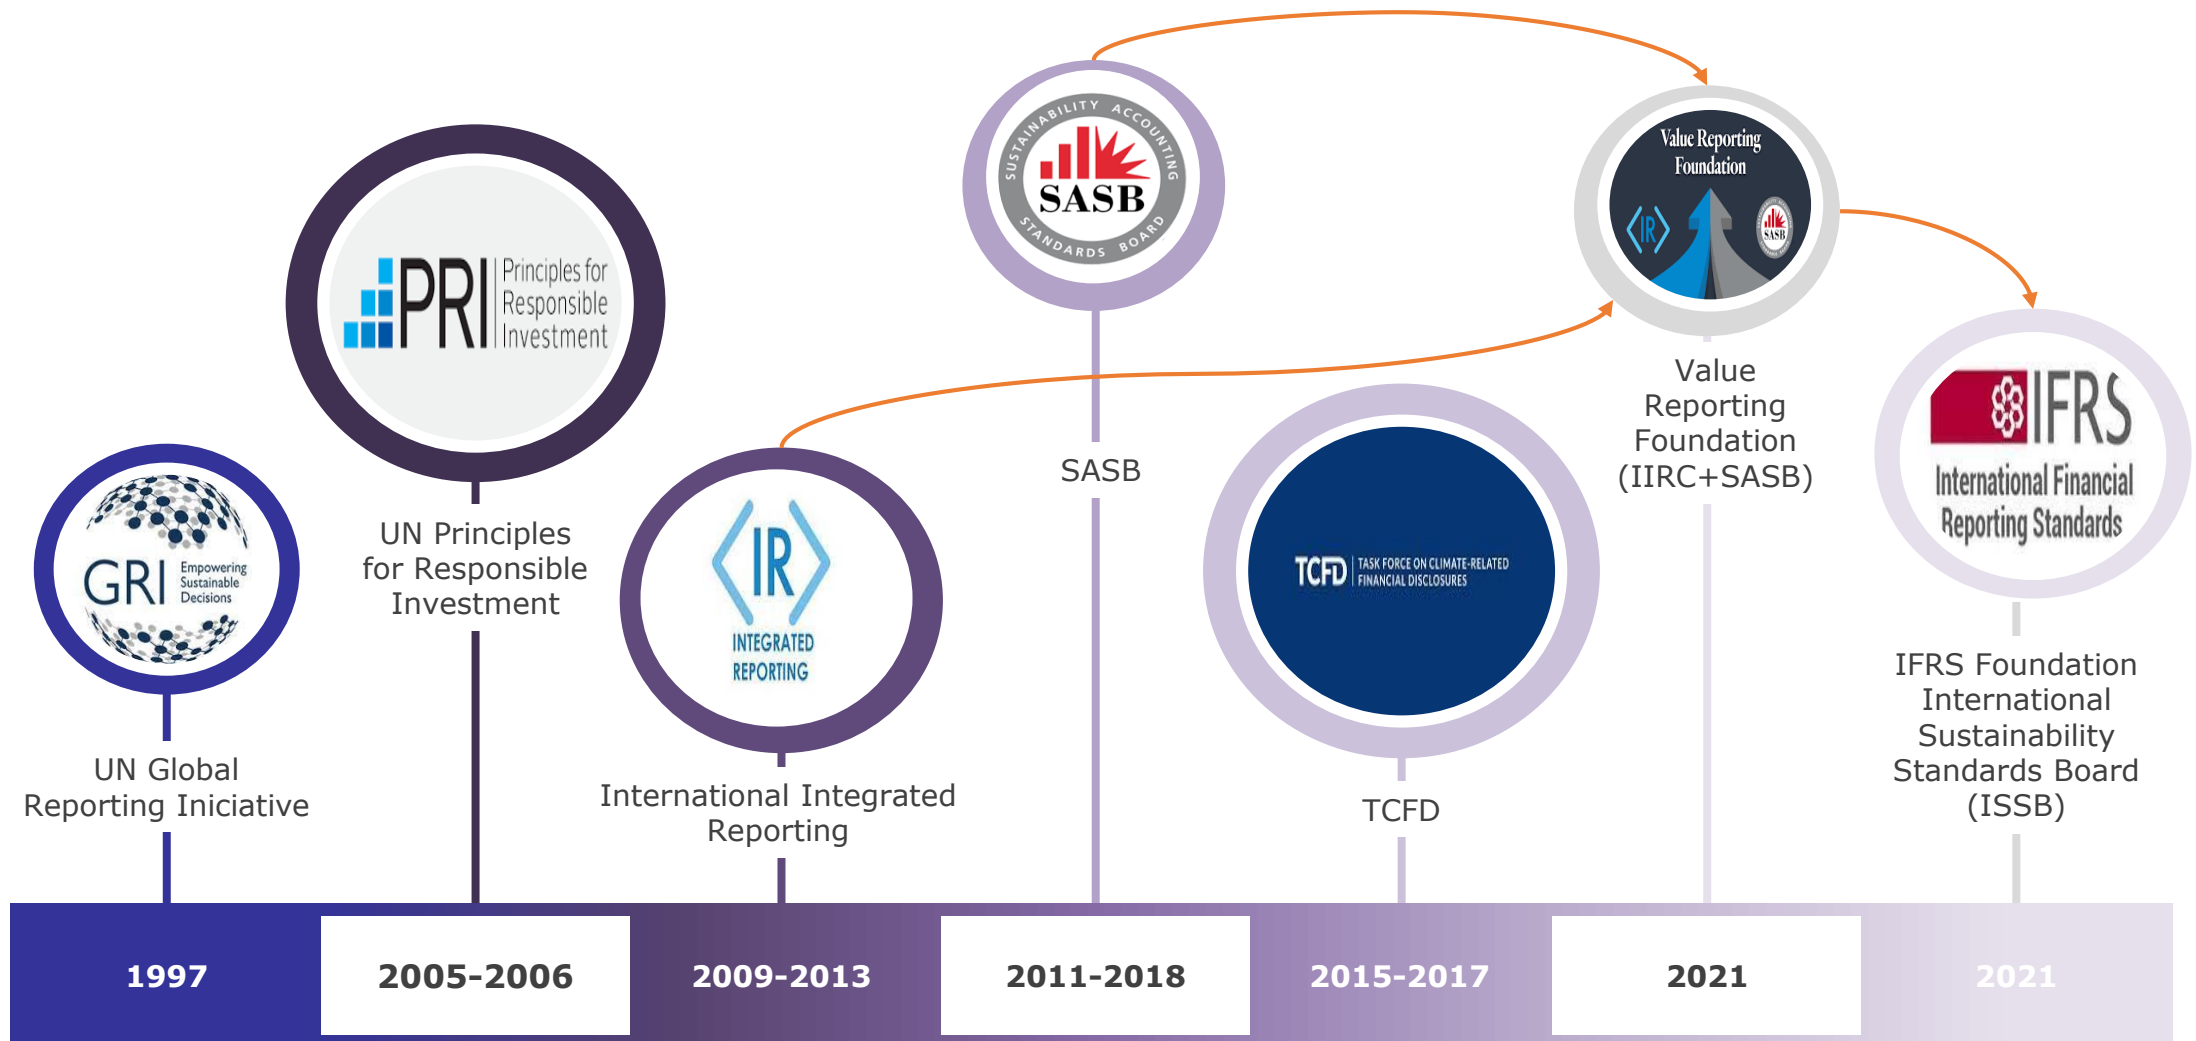 SUSTAINABILITY ACCOUNTING
SASB
STANDARDS BOARD
Value Reporting
Foundation
IR
SASB
PRI
Principles for
Responsible
Investment
IFRS
International Financial
Reporting Standards
GRI
Empowering
Sustainable
Decisions
IR
INTEGRATED
REPORTING
TCFD
TASK FORCE ON CLIMATE-RELATED
FINANCIAL DISCLOSURES
UN Global
Reporting Iniciative
UN Principles
for Responsible
Investment
International Integrated
Reporting
SASB
TCFD
Value
Reporting
Foundation
(IIRC+SASB)
IFRS Foundation
International
Sustainability
Standards Board
(ISSB)
1997
2005-2006
2009-2013
2011-2018
2015-2017
2021
2021